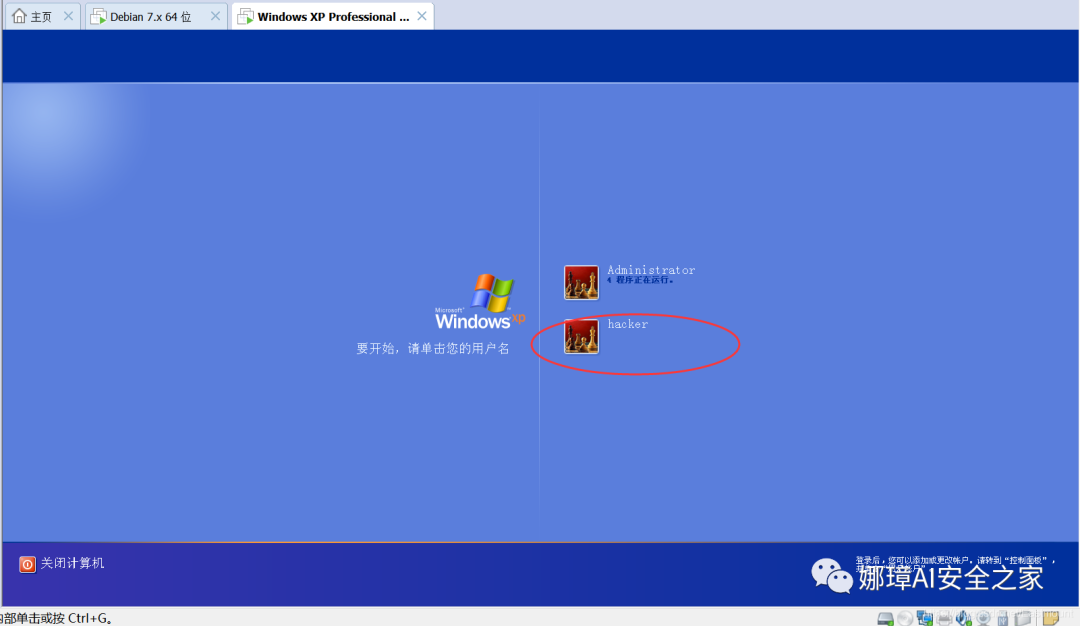 主页
Debian 7.x 64 位
Windows XP Professional ...
Administrator
4 程序正在运行。
hacker
Microsoft
Windows xp
要开始，请单击您的用户名
关闭计算机
登录后，您可以添加或更改帐户。请转到“控制面板”，
娜璋AI安全之家
内部单击或按 Ctrl+G。